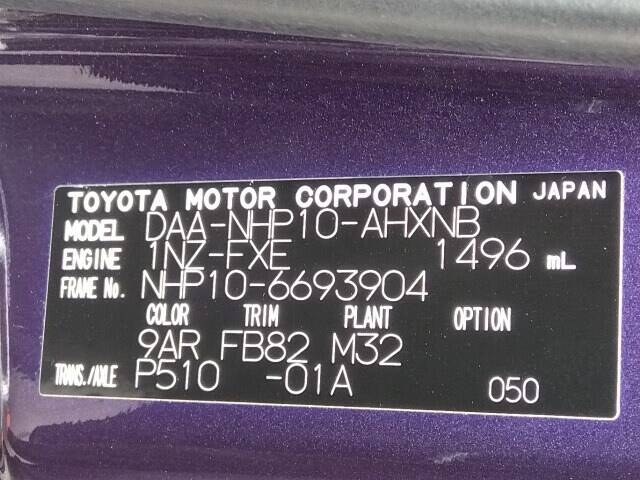 TOYOTA MOTOR CORPORATION JAPAN
MODEL DAA-NHP10-AHXNB
ENGINE 1NZ-FXE 1496 mL
FRAME No. NHP10-6693904
COLOR TRIM PLANT OPTION
9AR FB82 M32
TRANS./AXLE P510 -01A 050